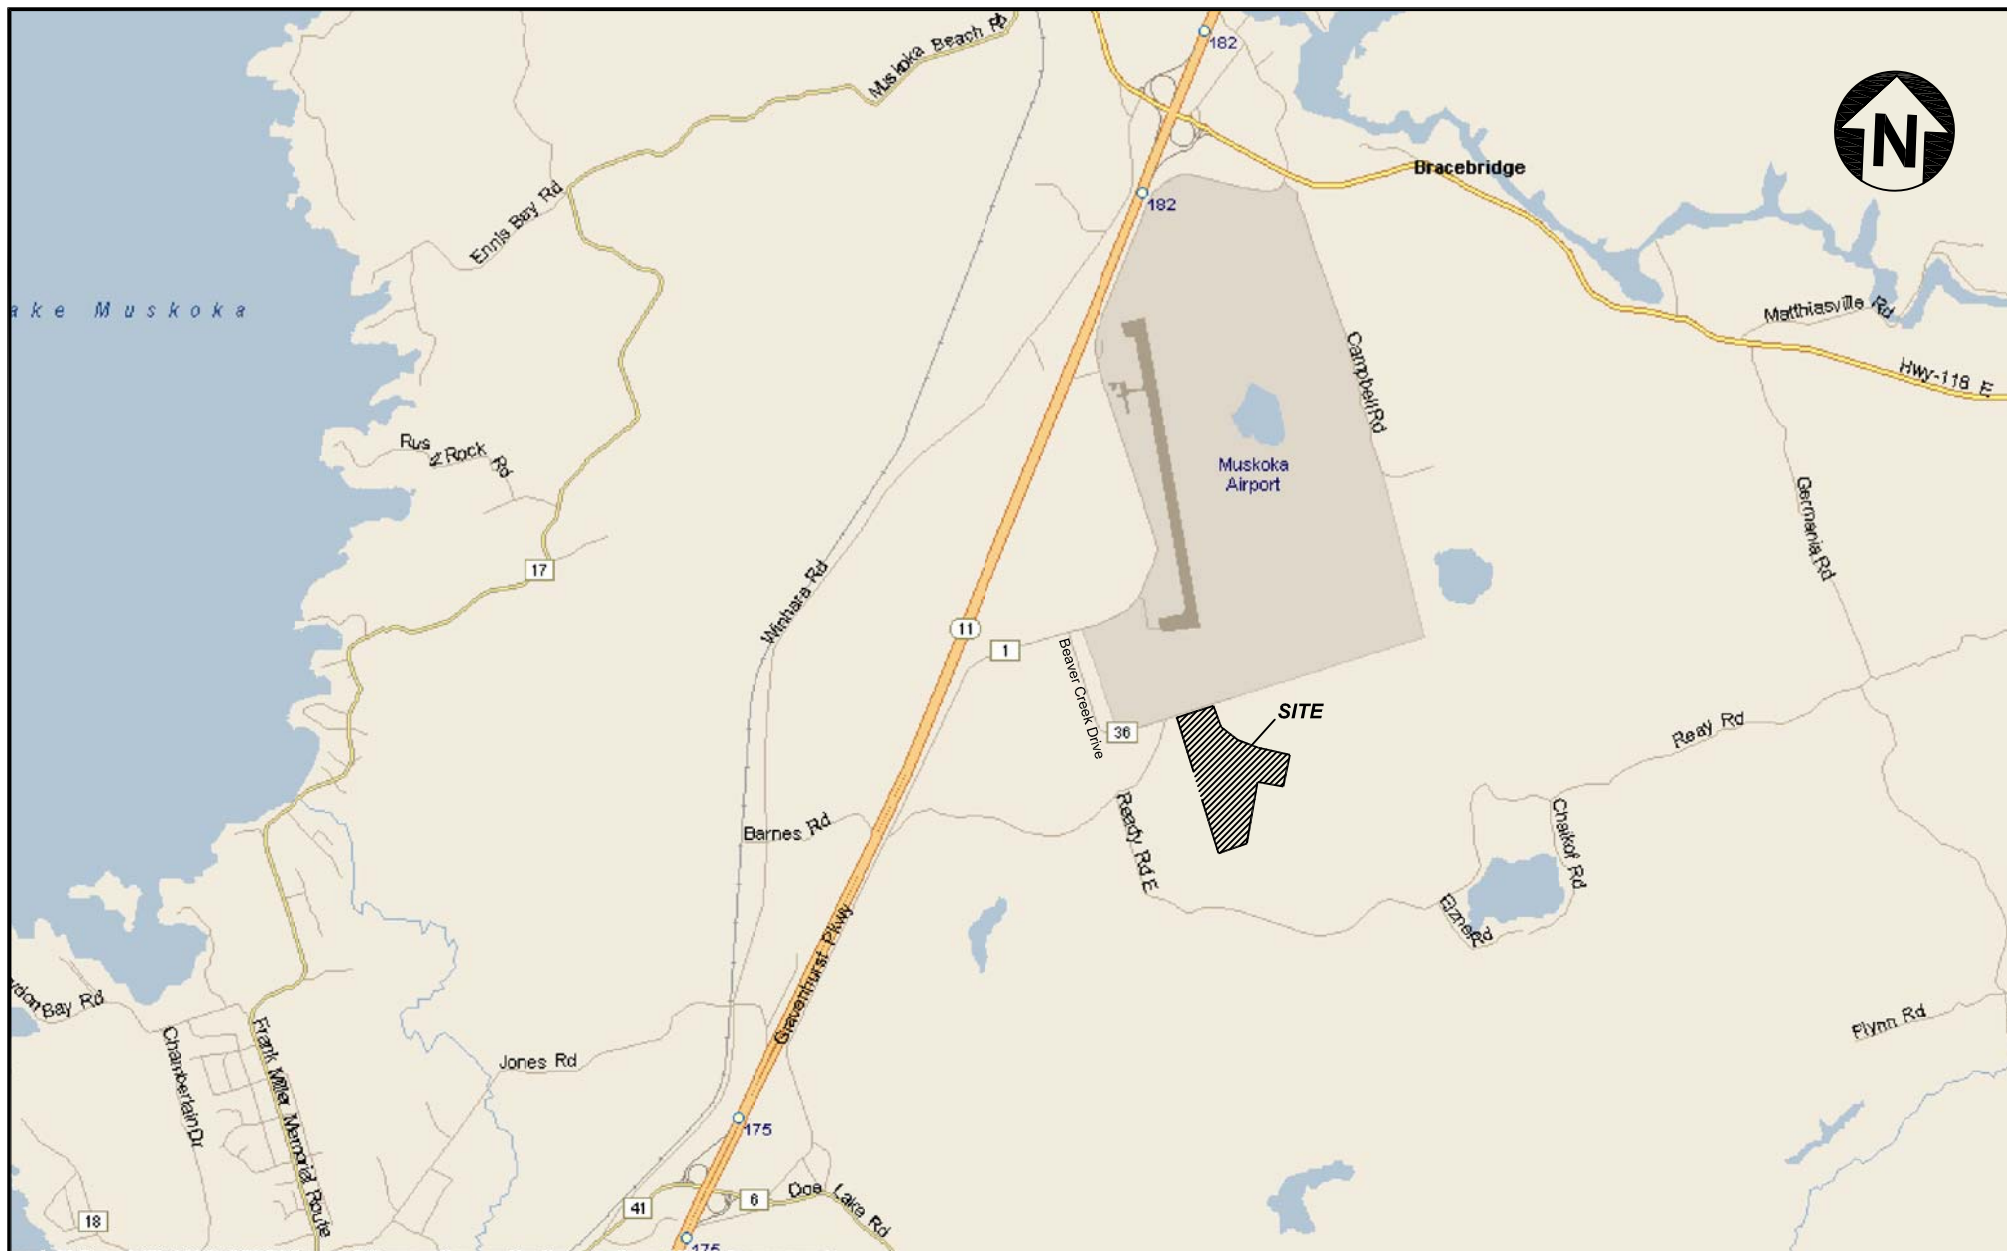 Muskoka Beach Rd
182
N
Bracebridge
182
Ennis Bay Rd
ake Muskoka
Matthiasville Rd
Campbell Rd
Hwy-118 E
Rus
Rock Rd
Muskoka
Airport
Germania Rd
17
Winhara Rd
11
1
Beaver Creek Drive
SITE
36
Reay Rd
Barnes Rd
Ready Rd E
Chaikof Rd
Rd
Gravenhurst Pkwy
Bay Rd
Flynn Rd
Chamberlain Dr
Frank Miller Memorial Route
Jones Rd
175
41
6
Doe Lake Rd
18
175